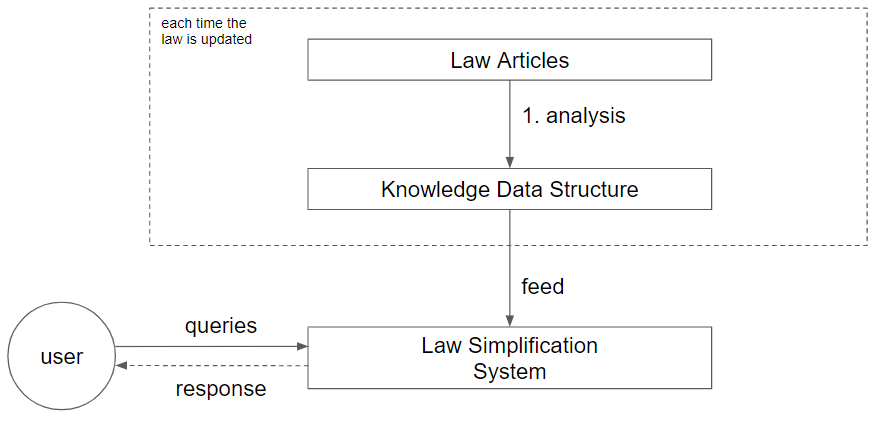 each time the
law is updated
Law Articles
1. analysis
Knowledge Data Structure
feed
queries
user
Law Simplification
System
response